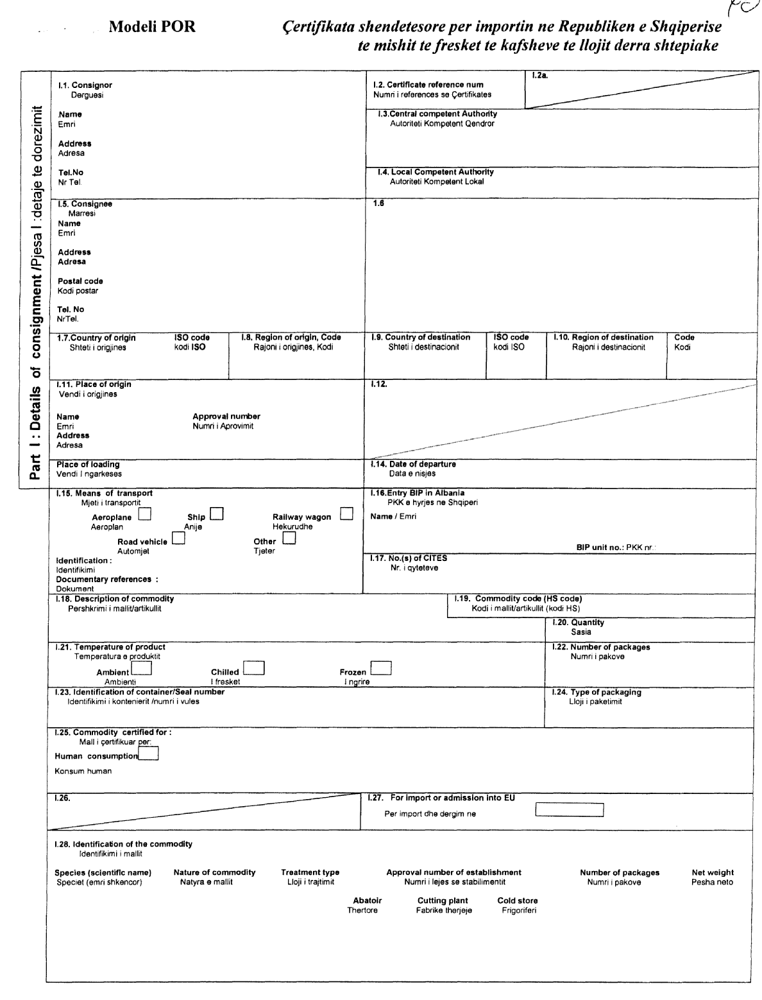 Modeli POR
Çertifikata shendetesore per importin ne Republiken e Shqiperise
te mishit te fresket te kafsheve te llojit derra shtepiake
Part I : Details of consignment /Pjesa I :detaje te dorezimit
I.1. Consignor
Derguesi
Name
Emri
Address
Adresa
Tel.No
Nr Tel.
I.2. Certificate reference num
Numri i references se Çertifikates
I.2a.
I.3.Central competent Authority
Autoriteti Kompetent Qendror
I.4. Local Competent Authority
Autoriteti Kompetent Lokal
I.5. Consignee
Marresi
Name
Emri
Address
Adresa
Postal code
Kodi postar
Tel. No
NrTel.
1.6
1.7.Country of origin
Shteti i origjines
ISO code
kodi ISO
I.8. Region of origin, Code
Rajoni i origjines, Kodi
I.9. Country of destination
Shteti i destinacionit
ISO code
kodi ISO
I.10. Region of destination
Rajoni i destinacionit
Code
Kodi
I.11. Place of origin
Vendi i origjines
Name
Emri
Address
Adresa
Approval number
Numri i Aprovimit
I.12.
Place of loading
Vendi I ngarkeses
I.14. Date of departure
Data e nisjes
I.15. Means of transport
Mjeti i transportit
Aeroplane
Aeroplan
Ship
Anije
Railway wagon
Hekurudhe
Road vehicle
Automjet
Other
Tjeter
Identification :
Identifikimi
Documentary references :
Dokument
I.16.Entry BIP in Albania
PKK e hyrjes ne Shqiperi
Name / Emri
BIP unit no.: PKK nr.:
I.17. No.(s) of CITES
Nr. i qyteteve
I.18. Description of commodity
Pershkrimi i mallit/artikullit
I.19. Commodity code (HS code)
Kodi i mallit/artikullit (kodi HS)
I.20. Quantity
Sasia
I.21. Temperature of product
Temperatura e produktit
Ambient
Ambienti
Chilled
I fresket
Frozen
I ngrire
I.22. Number of packages
Numri i pakove
I.23. Identification of container/Seal number
Identifikimi i kontenierit /numri i vules
I.24. Type of packaging
Lloji i paketimit
I.25. Commodity certified for :
Mall i çertifikuar per:
Human consumption
Konsum human
I.26.
I.27. For import or admission into EU
Per import dhe dergim ne
I.28. Identification of the commodity
Identifikimi i mallit
Species (scientific name)
Speciet (emri shkencor)
Nature of commodity
Natyra e mallit
Treatment type
Lloji i trajtimit
Approval number of establishment
Numri i lejes se stabilimentit
Number of packages
Numri i pakove
Net weight
Pesha neto
Abatoir
Thertore
Cutting plant
Fabrike therjeje
Cold store
Frigoriferi